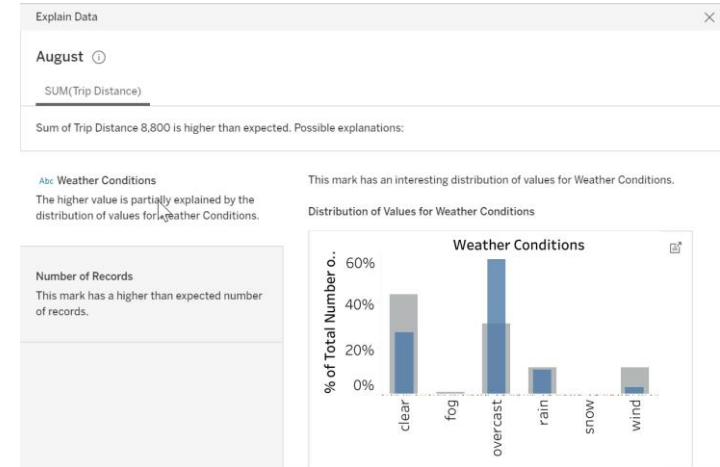 Explain Data
August
SUM(Trip Distance)
Sum of Trip Distance 8,800 is higher than expected. Possible explanations:
Abc Weather Conditions
The higher value is partially explained by the
distribution of values for weather Conditions.
Number of Records
This mark has a higher than expected number
of records.
This mark has an interesting distribution of values for Weather Conditions.
Distribution of Values for Weather Conditions
Weather Conditions
% of Total Number o..
60%
40%
20%
0%
clear
fog
overcast
rain
snow
wind